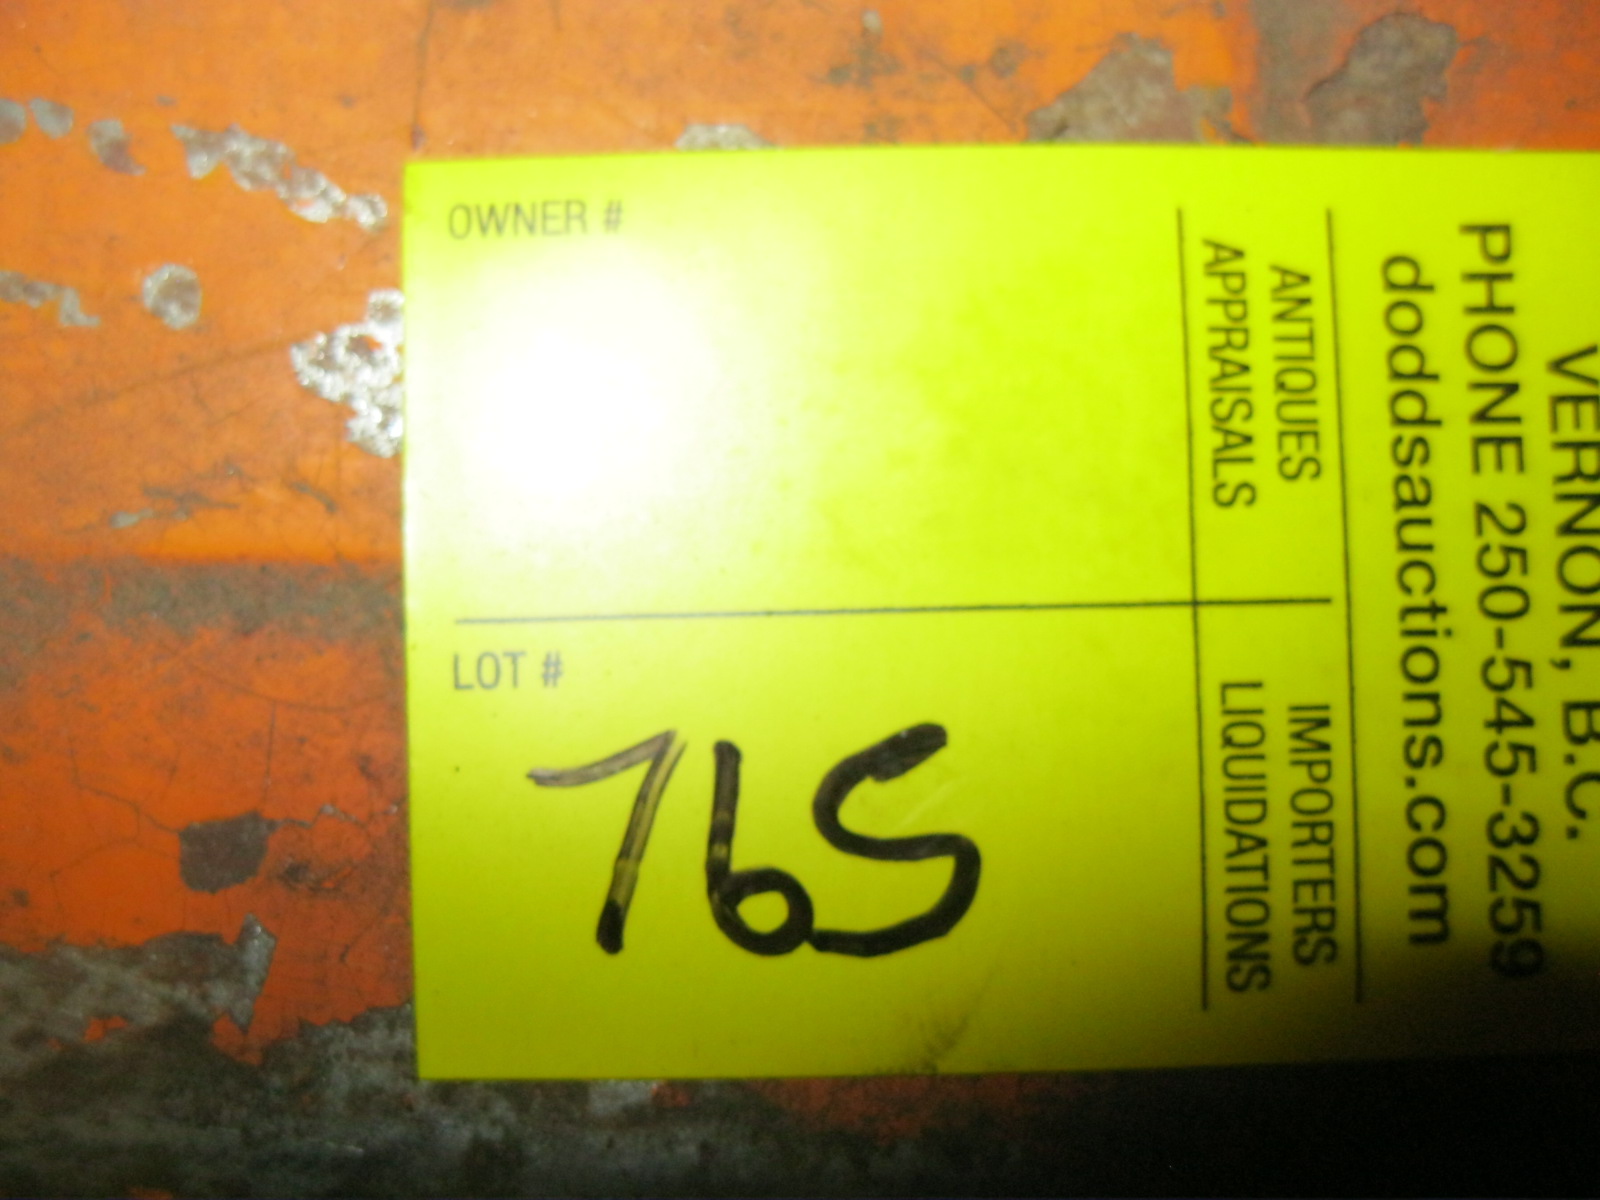 VERNON, B.C.
PHONE 250-545-3259
doddsauctions.com
ANTIQUES IMPORTERS
APPRAISALS LIQUIDATIONS
OWNER #
LOT #
765